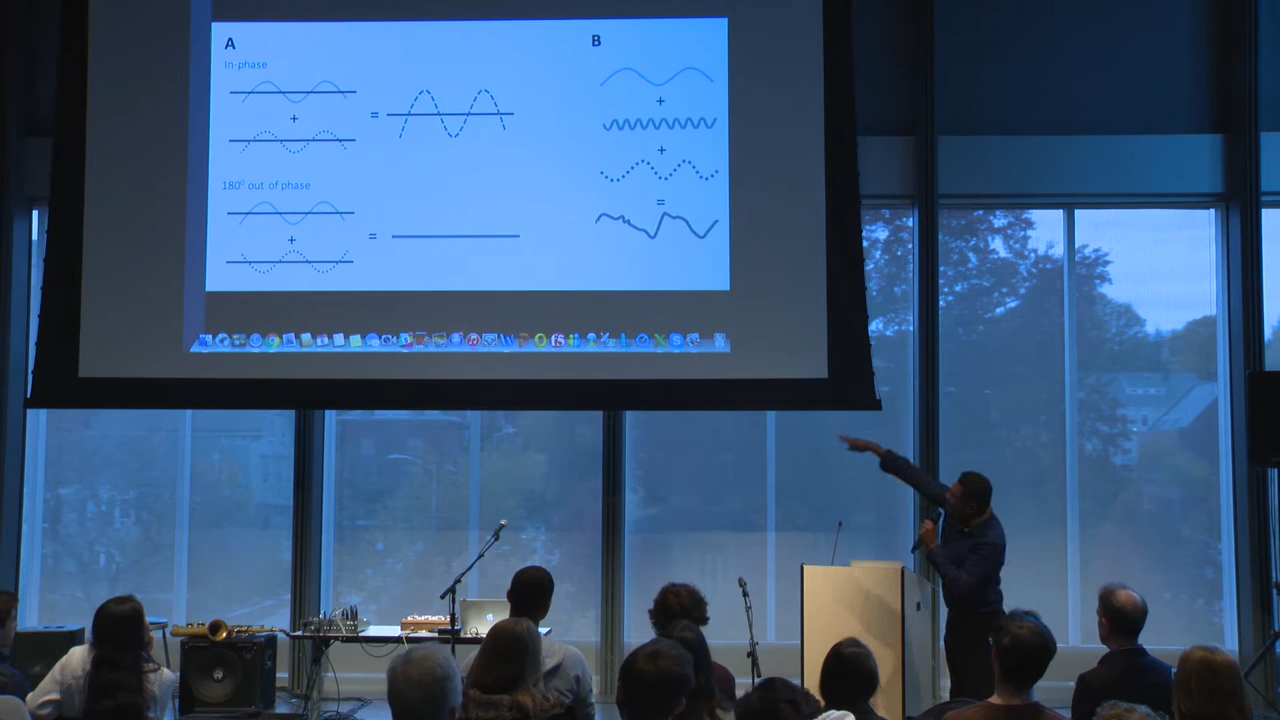 A
In-phase
+
=
180⁰ out of phase
+
=
B
+
+
=